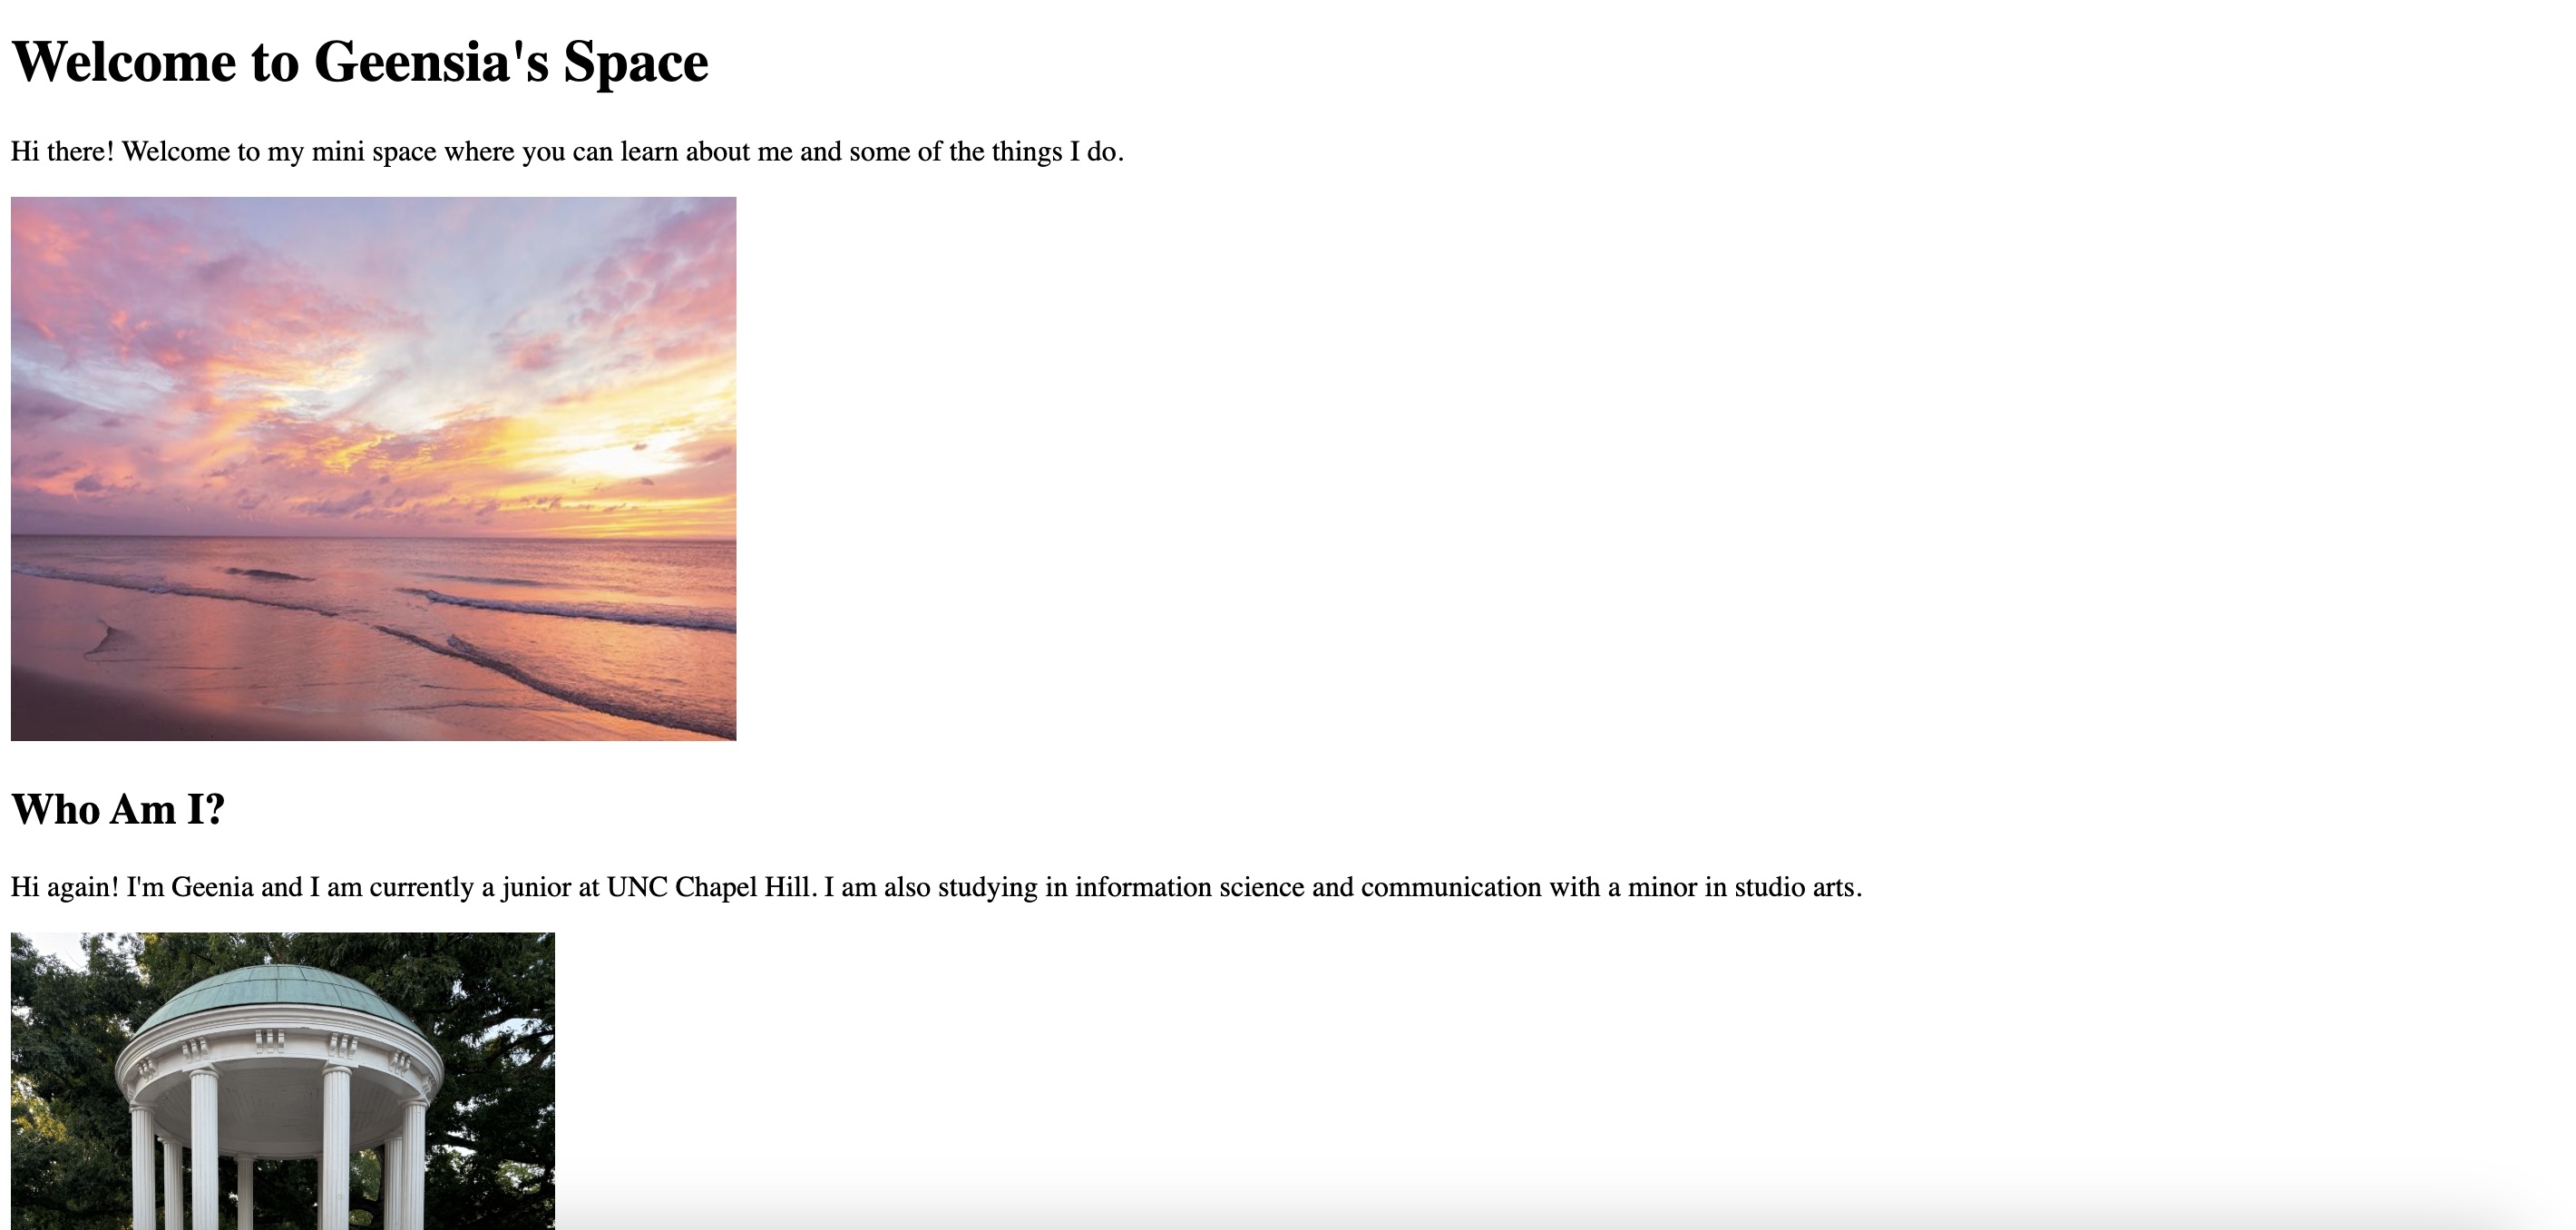 Welcome to Geensia's Space
Hi there! Welcome to my mini space where you can learn about me and some of the things I do.
Who Am I?
Hi again! I'm Geenia and I am currently a junior at UNC Chapel Hill. I am also studying in information science and communication with a minor in studio arts.